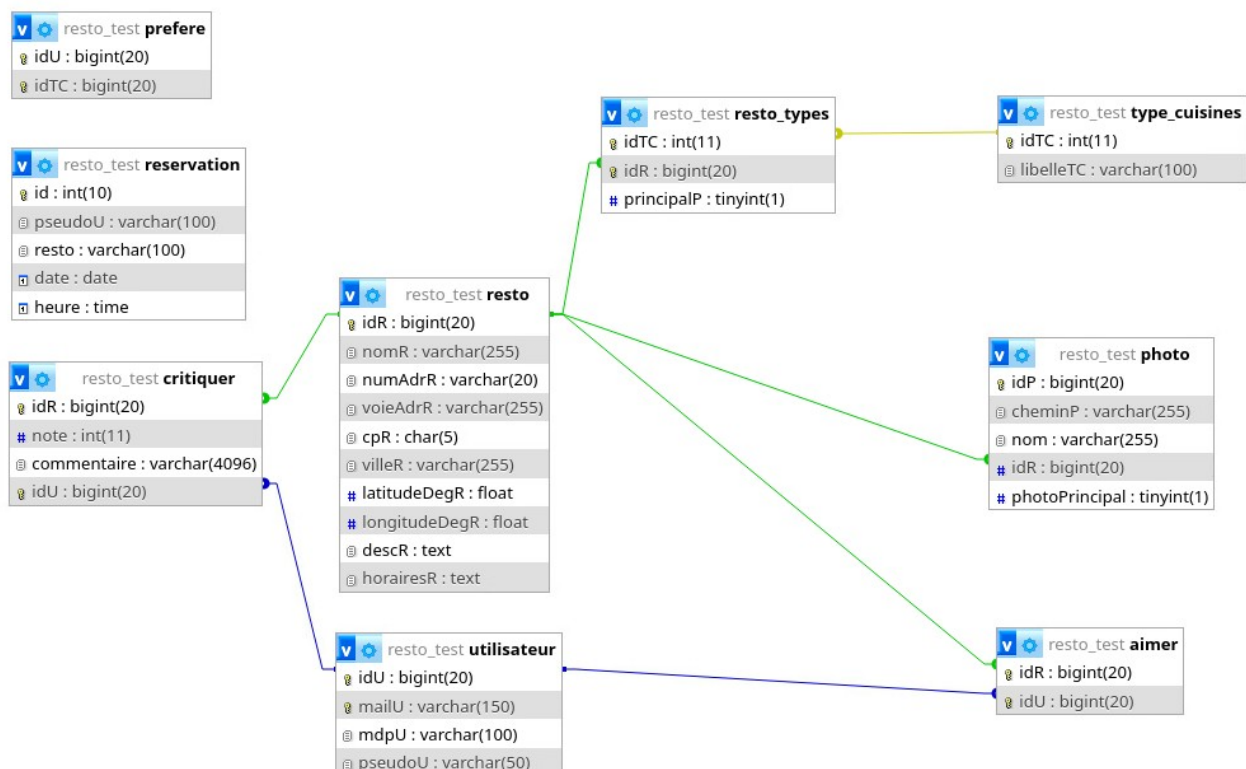 resto_test prefere
idU : bigint(20)
idTC : bigint(20)
resto_test reservation
id : int(10)
pseudoU : varchar(100)
resto : varchar(100)
date : date
heure : time
resto_test critiquer
idR : bigint(20)
note : int(11)
commentaire : varchar(4096)
idU : bigint(20)
resto_test resto
idR : bigint(20)
nomR : varchar(255)
numAdrR : varchar(20)
voieAdrR : varchar(255)
cpR : char(5)
villeR : varchar(255)
latitudeDegR : float
longitudeDegR : float
descR : text
horairesR : text
resto_test utilisateur
idU : bigint(20)
mailU : varchar(150)
mdpU : varchar(100)
pseudoU : varchar(50)
resto_test resto_types
idTC : int(11)
idR : bigint(20)
principalP : tinyint(1)
resto_test type_cuisines
idTC : int(11)
libelleTC : varchar(100)
resto_test photo
idP : bigint(20)
cheminP : varchar(255)
nom : varchar(255)
idR : bigint(20)
photoPrincipal : tinyint(1)
resto_test aimer
idR : bigint(20)
idU : bigint(20)